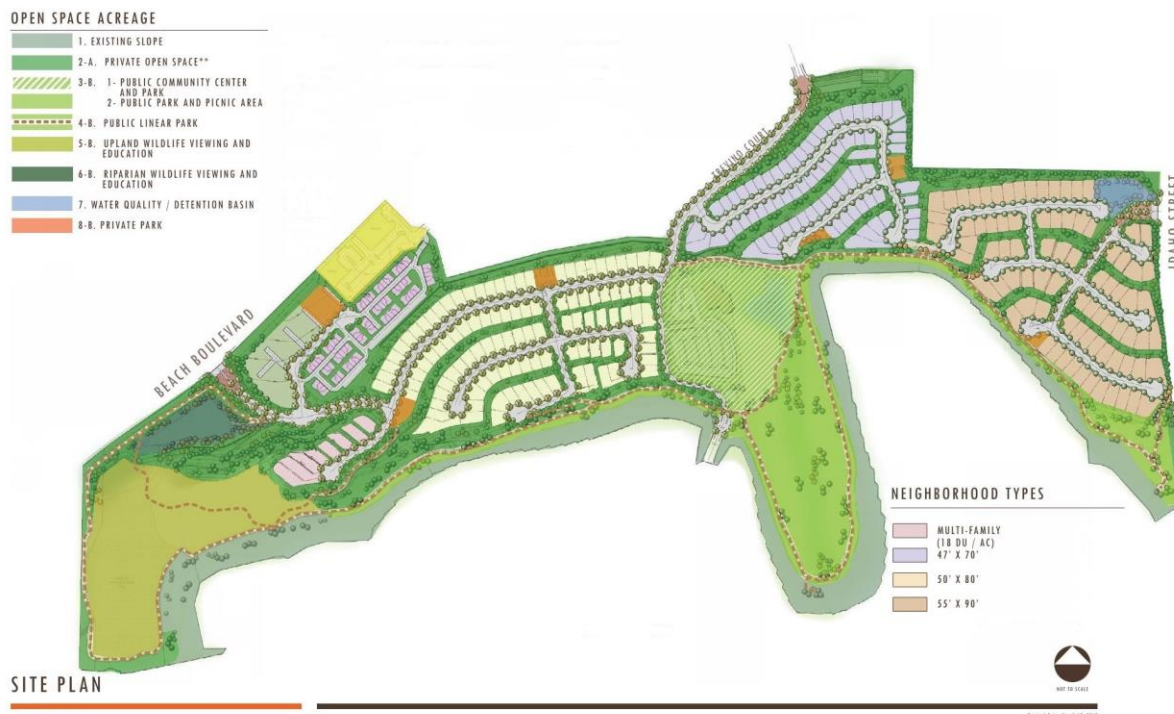 OPEN SPACE ACREAGE
1. EXISTING SLOPE
2-A. PRIVATE OPEN SPACE**
3-B. 1- PUBLIC COMMUNITY CENTER
AND PARK
2- PUBLIC PARK AND PICNIC AREA
4-B. PUBLIC LINEAR PARK
5-B. UPLAND WILDLIFE VIEWING AND
EDUCATION
6-B. RIPARIAN WILDLIFE VIEWING AND
EDUCATION
7. WATER QUALITY / DETENTION BASIN
8-B. PRIVATE PARK
TREVINO COURT
IDAHO STREET
BEACH BOULEVARD
NEIGHBORHOOD TYPES
MULTI-FAMILY
(18 DU / AC)
47' X 70'
50' X 80'
55' X 90'
NOT TO SCALE
SITE PLAN